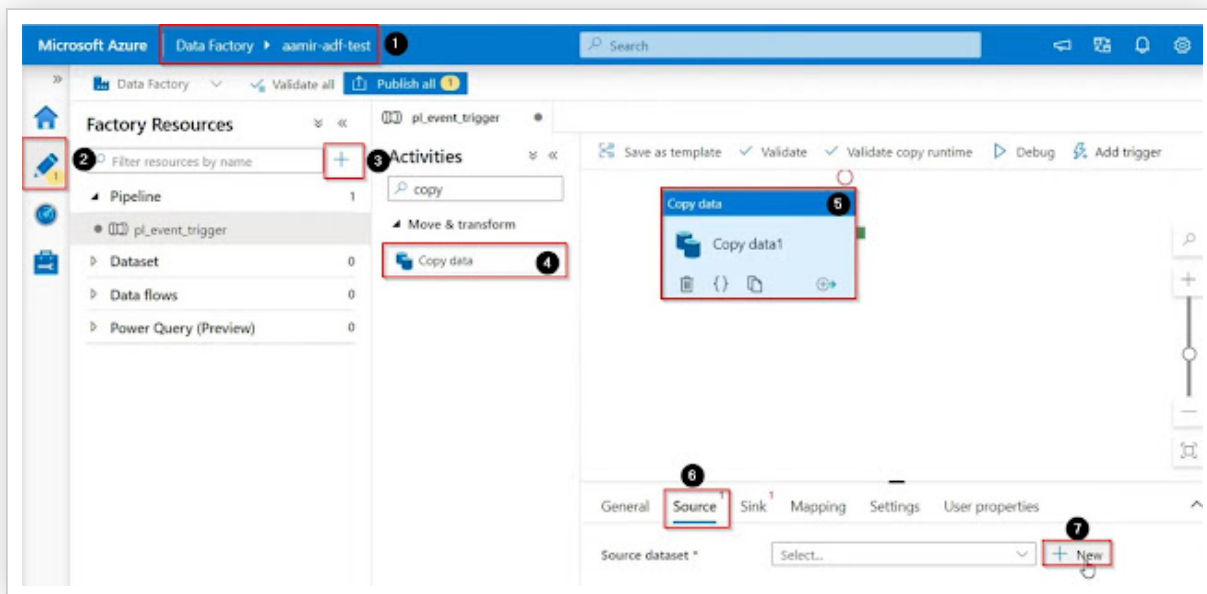 Microsoft Azure Data Factory aamir-adf-test 1 Search
Data Factory Validate all Publish all 1
Factory Resources
2 Filter resources by name 3
1
Pipeline 1
pl_event_trigger
Dataset 0
Data flows 0
Power Query (Preview) 0
pl_event_trigger
Activities
copy
Move & transform
Copy data 4
Save as template Validate Validate copy runtime Debug Add trigger
Copy data 5
Copy data1
{}
6
General Source 1 Sink 1 Mapping Settings User properties
7
Source dataset * Select... New